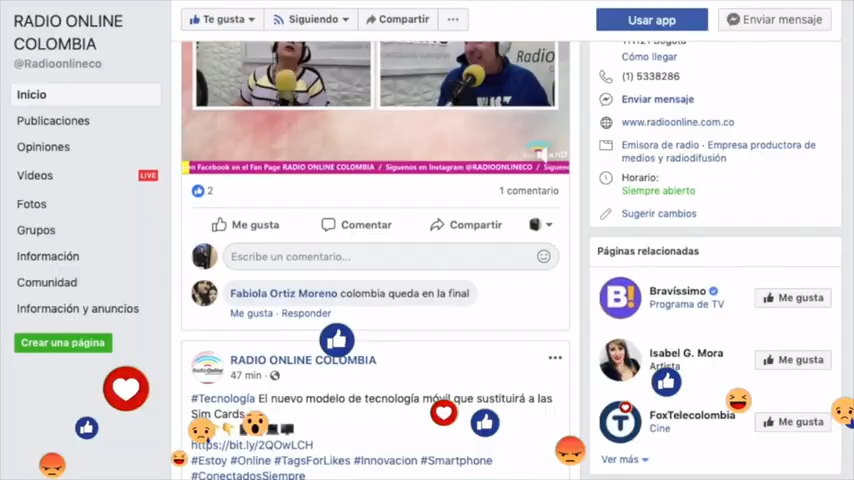 RADIO ONLINE
COLOMBIA
@Radioonlineco
Inicio
Publicaciones
Opiniones
Videos
LIVE
Fotos
Grupos
Información
Comunidad
Información y anuncios
Crear una página
Te gusta
Siguiendo
Compartir
Usar app
Enviar mensaje
Radio
en Facebook en el Fan Page RADIO ONLINE COLOMBIA / Siguenos en Instagram @RADIOONLINECO /
2
1 comentario
Me gusta
Comentar
Compartir
Escribe un comentario...
Fabiola Ortiz Moreno colombia queda en la final
Me gusta · Responder
RADIO ONLINE COLOMBIA
47 min ·
#Tecnología El nuevo modelo de tecnología móvil que sustituirá a las
Sim Cards
https://bit.ly/2QOwLCH
#Estoy #Online #TagsForLikes #Innovacion #Smartphone
#ConectadosSiempre
Cómo llegar
(1) 5338286
Enviar mensaje
www.radioonline.com.co
Emisora de radio · Empresa productora de
medios y radiodifusión
Horario:
Siempre abierto
Sugerir cambios
Páginas relacionadas
B!
Bravíssimo
Programa de TV
Me gusta
Isabel G. Mora
Artista
Me gusta
FoxTelecolombia
Cine
Me gusta
Ver más